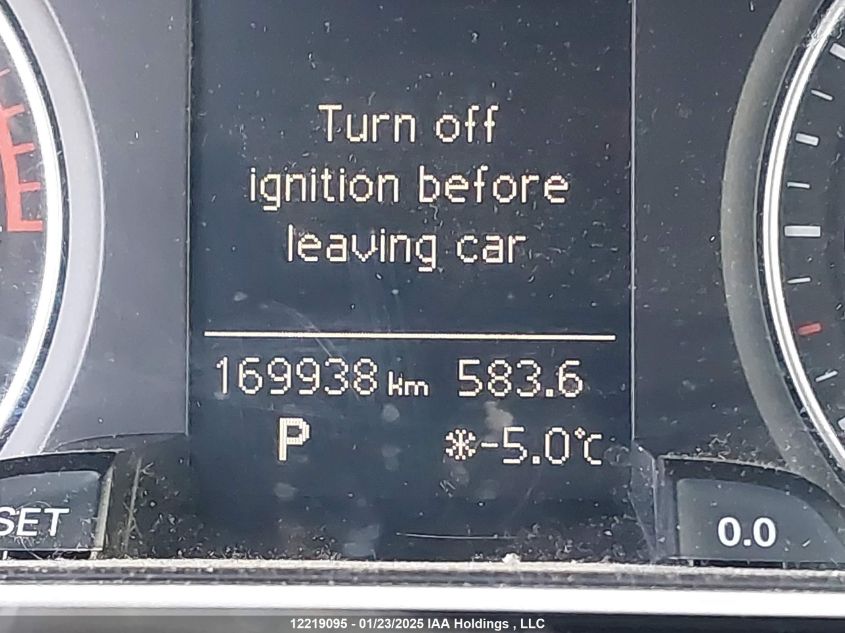 Turn off
ignition before
leaving car
169938 km 583.6
P ❄-5.0°C
SET
0.0
12219095 - 01/23/2025 IAA Holdings , LLC